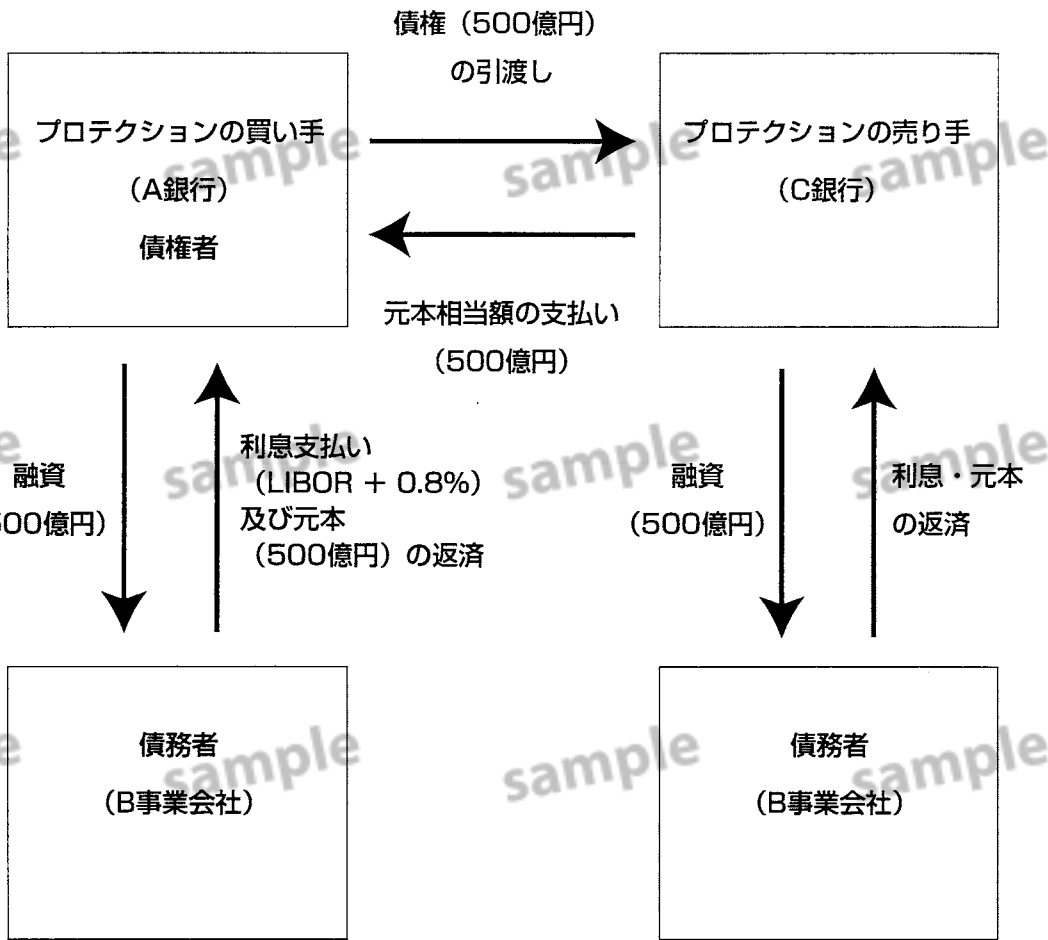 債権（500億円）
の引渡し
プロテクションの買い手
（A銀行）
債権者
プロテクションの売り手
（C銀行）
元本相当額の支払い
（500億円）
融資
00億円）
利息支払い
（LIBOR + 0.8%）
及び元本
（500億円）の返済
融資
（500億円）
利息・元本
の返済
債務者
（B事業会社）
債務者
（B事業会社）
sample
sample
sample
sample
sample
sample
sample
sample
sample